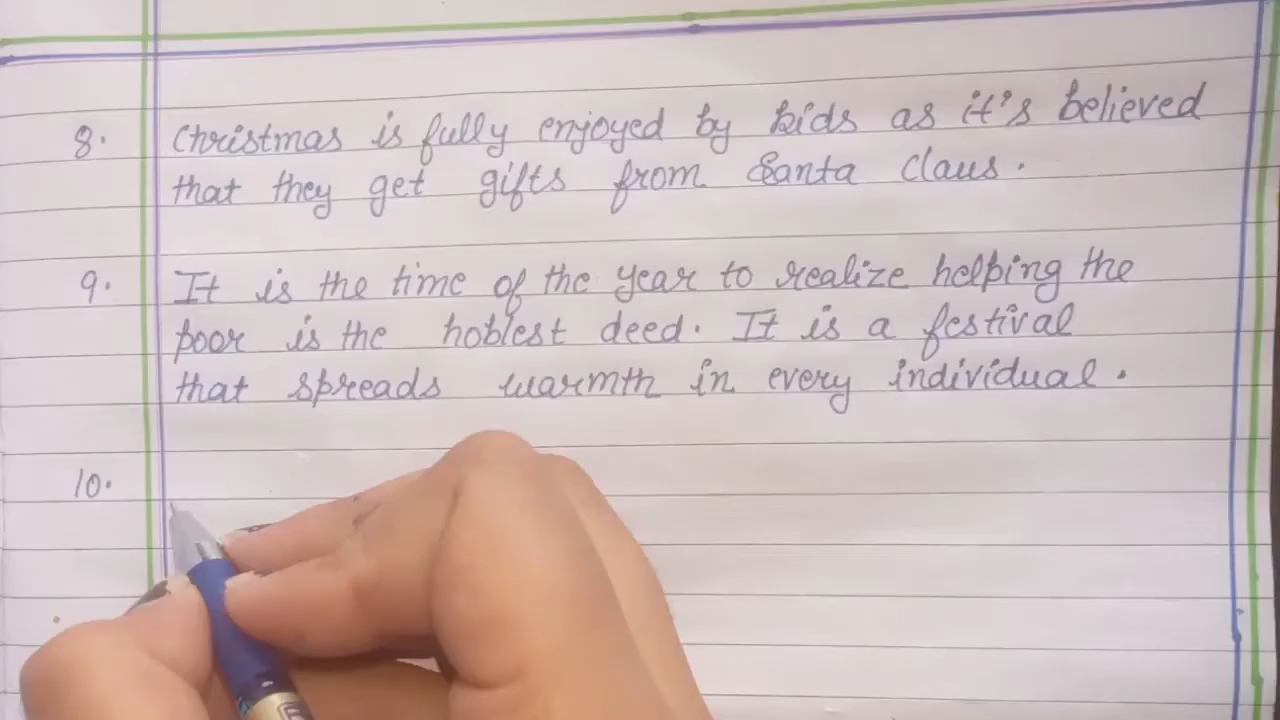 8. Christmas is fully enjoyed by kids as it's believed
that they get gifts from Santa Claus.
9. It is the time of the year to realize helping the
poor is the hoblest deed. It is a festival
that spreads warmth in every individual.
10.